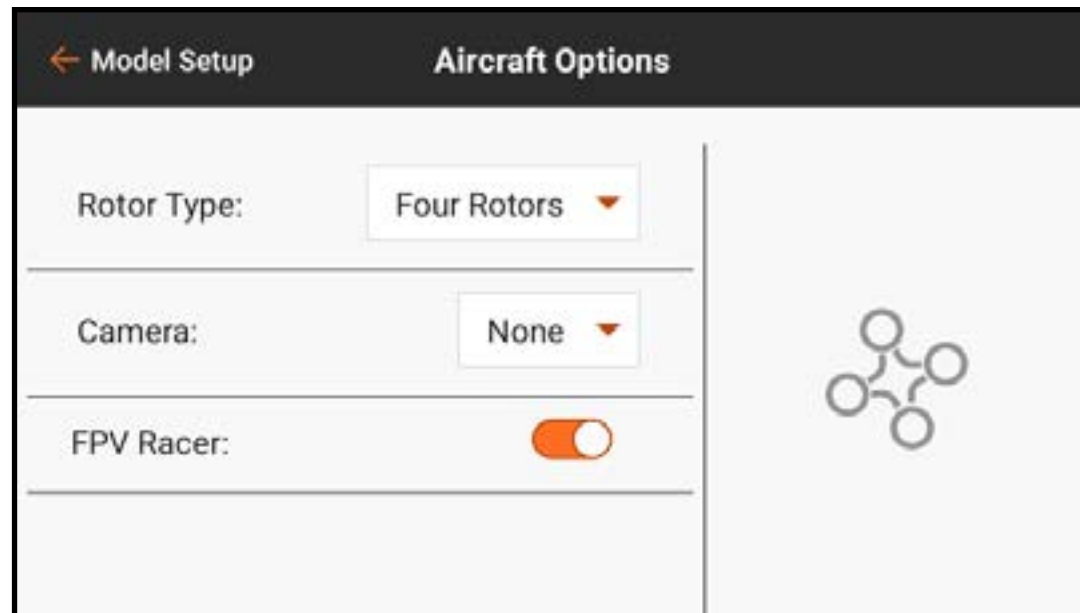 Model Setup Aircraft Options
Rotor Type: Four Rotors
Camera: None
FPV Racer: